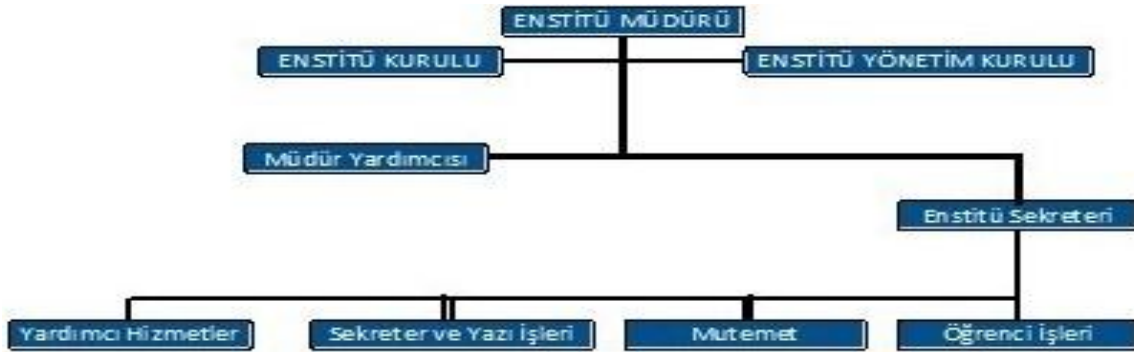 ENSTİTÜ MÜDÜRÜ
ENSTİTÜ KURULU
ENSTİTÜ YÖNETİM KURULU
Müdür Yardımcısı
Enstitü Sekreteri
Yardımcı Hizmetler
Sekreter ve Yazı İşleri
Mutemet
Öğrenci İşleri